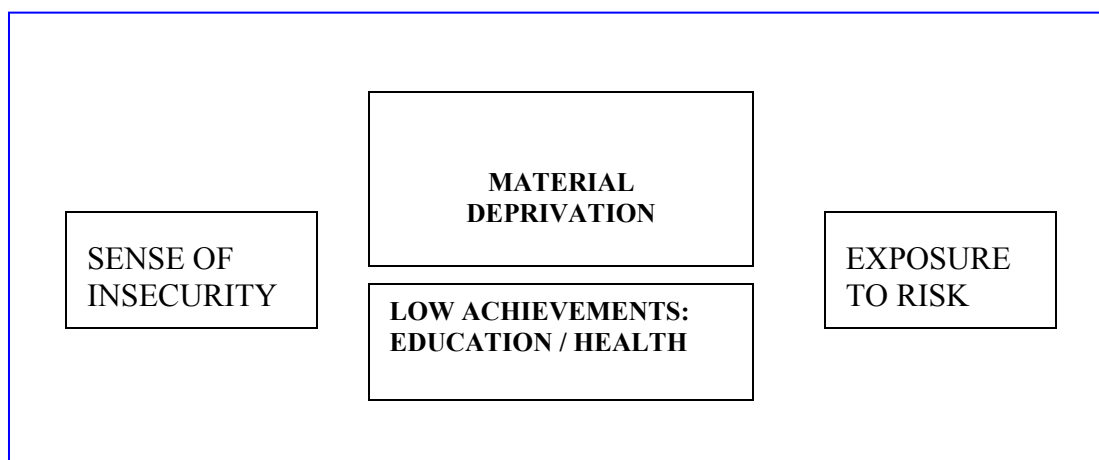 MATERIAL
DEPRIVATION
SENSE OF
INSECURITY
EXPOSURE
TO RISK
LOW ACHIEVEMENTS:
EDUCATION / HEALTH